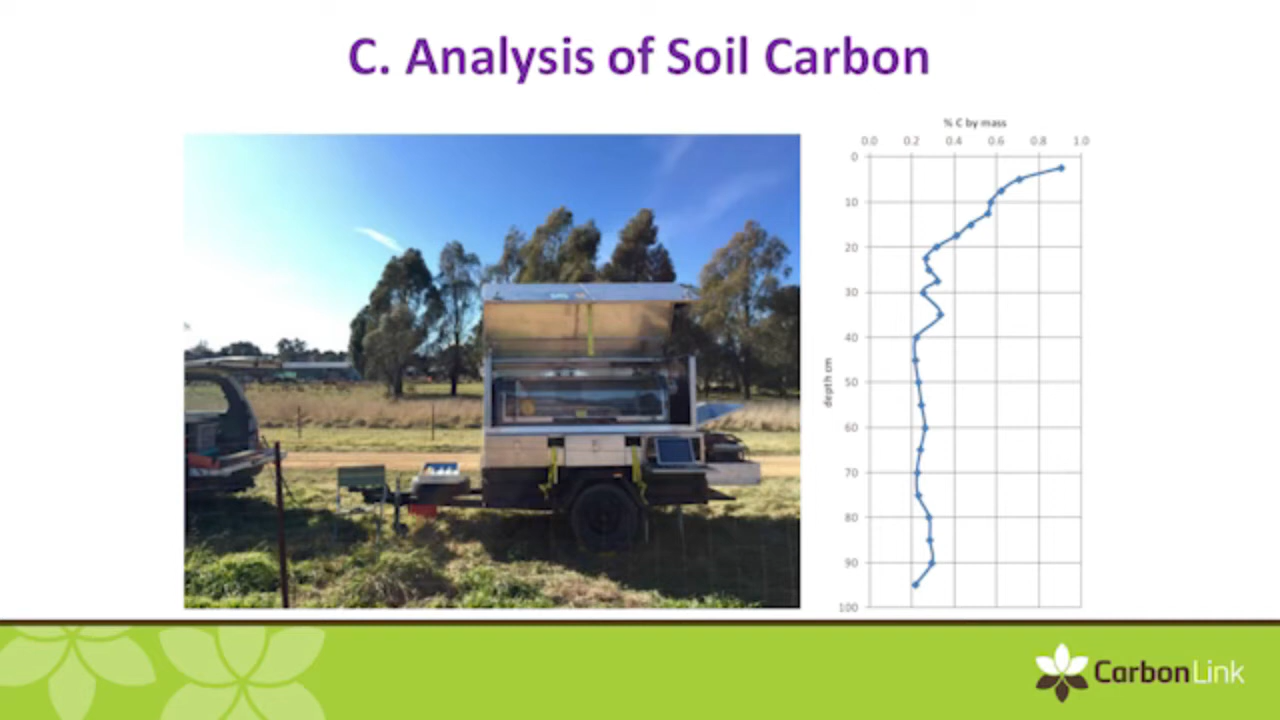 C. Analysis of Soil Carbon
% C by mass
0.0 0.2 0.4 0.6 0.8 1.0
0
10
20
30
40
50
60
70
80
90
100
depth cm
CarbonLink